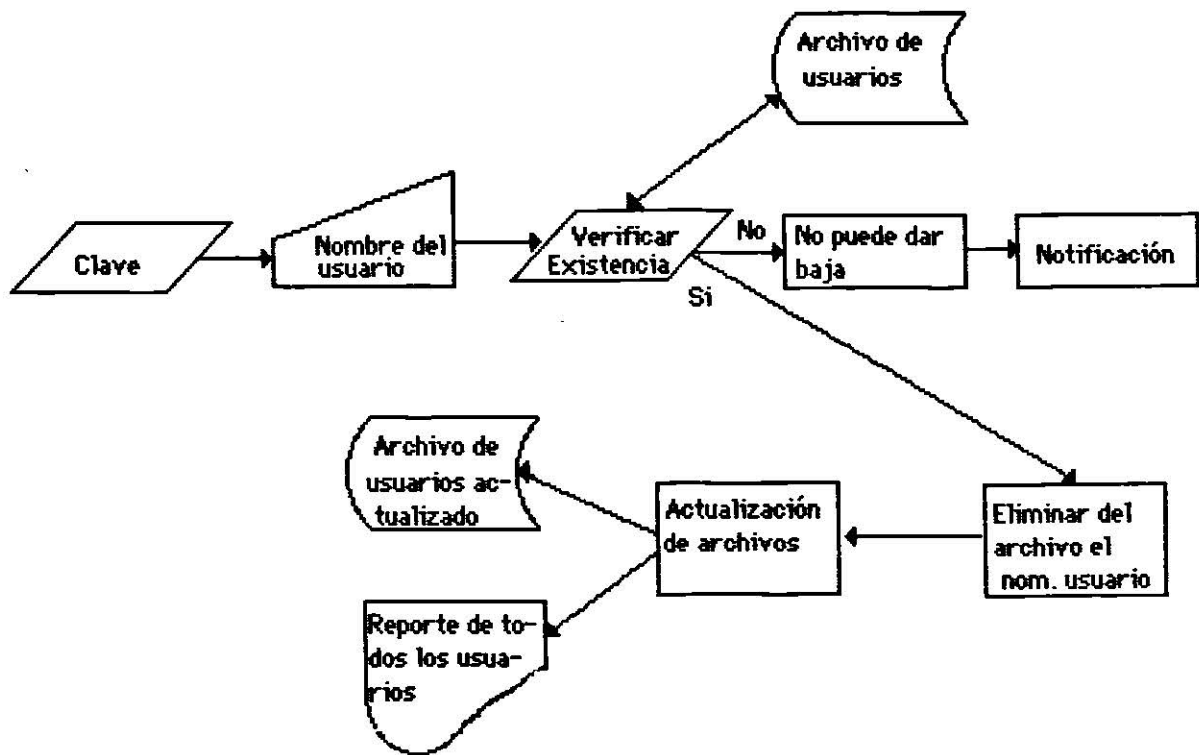 Archivo de
usuarios
Clave
Nombre del
usuario
Verificar
Existencia
No
Si
No puede dar
baja
Notificación
Archivo de
usuarios ac-
tualizado
Actualización
de archivos
Eliminar del
archivo el
nom. usuario
Reporte de to-
dos los usua-
rios